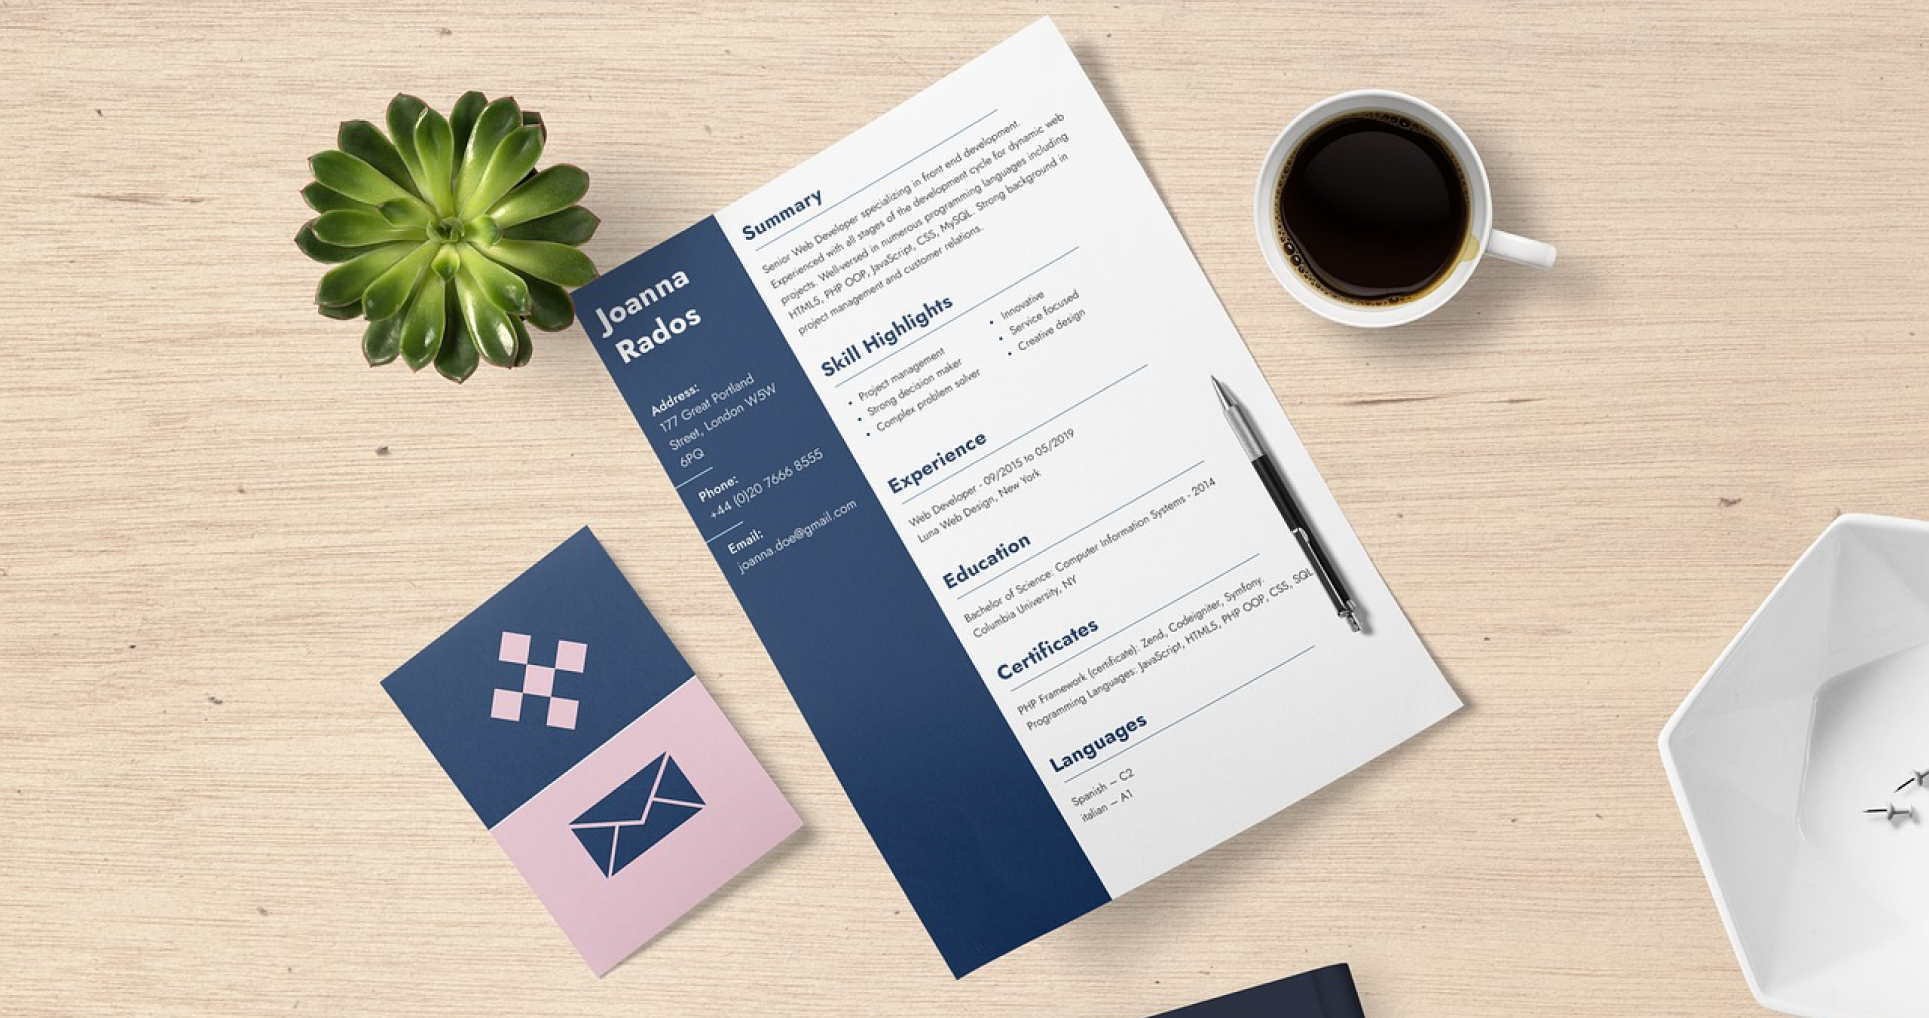 Joanna
Rados
Address:
177 Great Portland
Street, London W5W
6PQ
Phone:
+44 (0)20 7666 8555
Email:
joanna.doe@gmail.com
Summary
Senior Web Developer specializing in front end development.
Experienced with all stages of the development cycle for dynamic web
projects. Well-versed in numerous programming languages including
HTML5, PHP OOP, JavaScript, CSS, MySQL. Strong background in
project management and customer relations.
Skill Highlights
• Project management
• Strong decision maker
• Complex problem solver
• Innovative
• Service focused
• Creative design
Experience
Web Developer - 09/2015 to 05/2019
Luna Web Design, New York
Education
Bachelor of Science: Computer Information Systems - 2014
Columbia University, NY
Certificates
PHP Framework (certificate): Zend, Codeigniter, Symfony.
Programming Languages: JavaScript, HTML5, PHP OOP, CSS, SQL
Languages
Spanish – C2
italian – A1